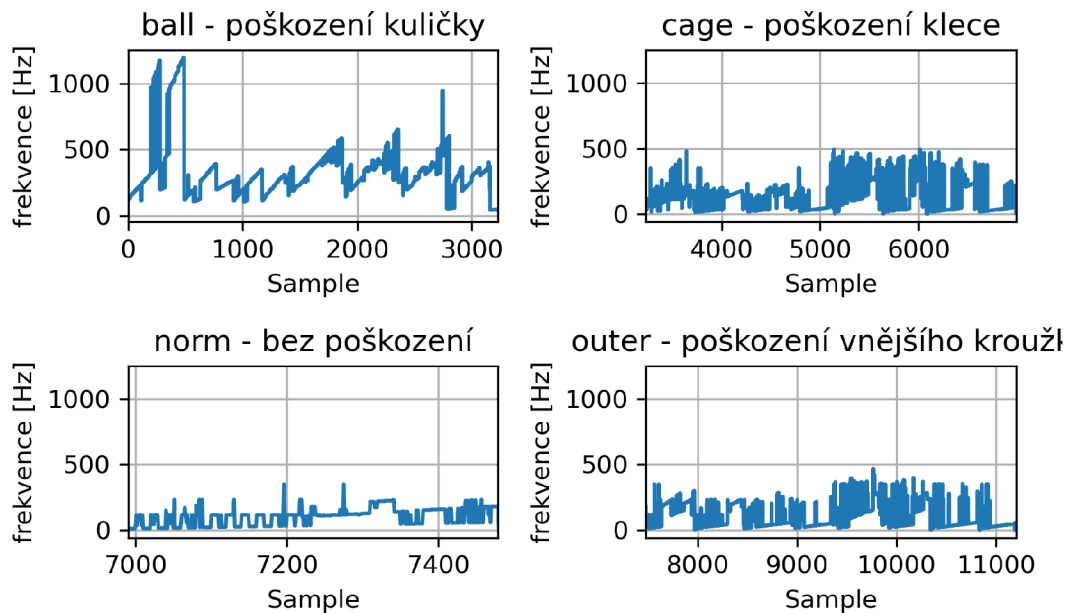 ball - poškození kuličky
frekvence [Hz]
1000
500
0
0
1000
2000
3000
Sample
cage - poškození klece
frekvence [Hz]
1000
500
0
4000
5000
6000
Sample
norm - bez poškození
frekvence [Hz]
1000
500
0
7000
7200
7400
Sample
outer - poškození vnějšího
frekvence [Hz]
1000
500
0
8000
9000
10000
11000
Sample